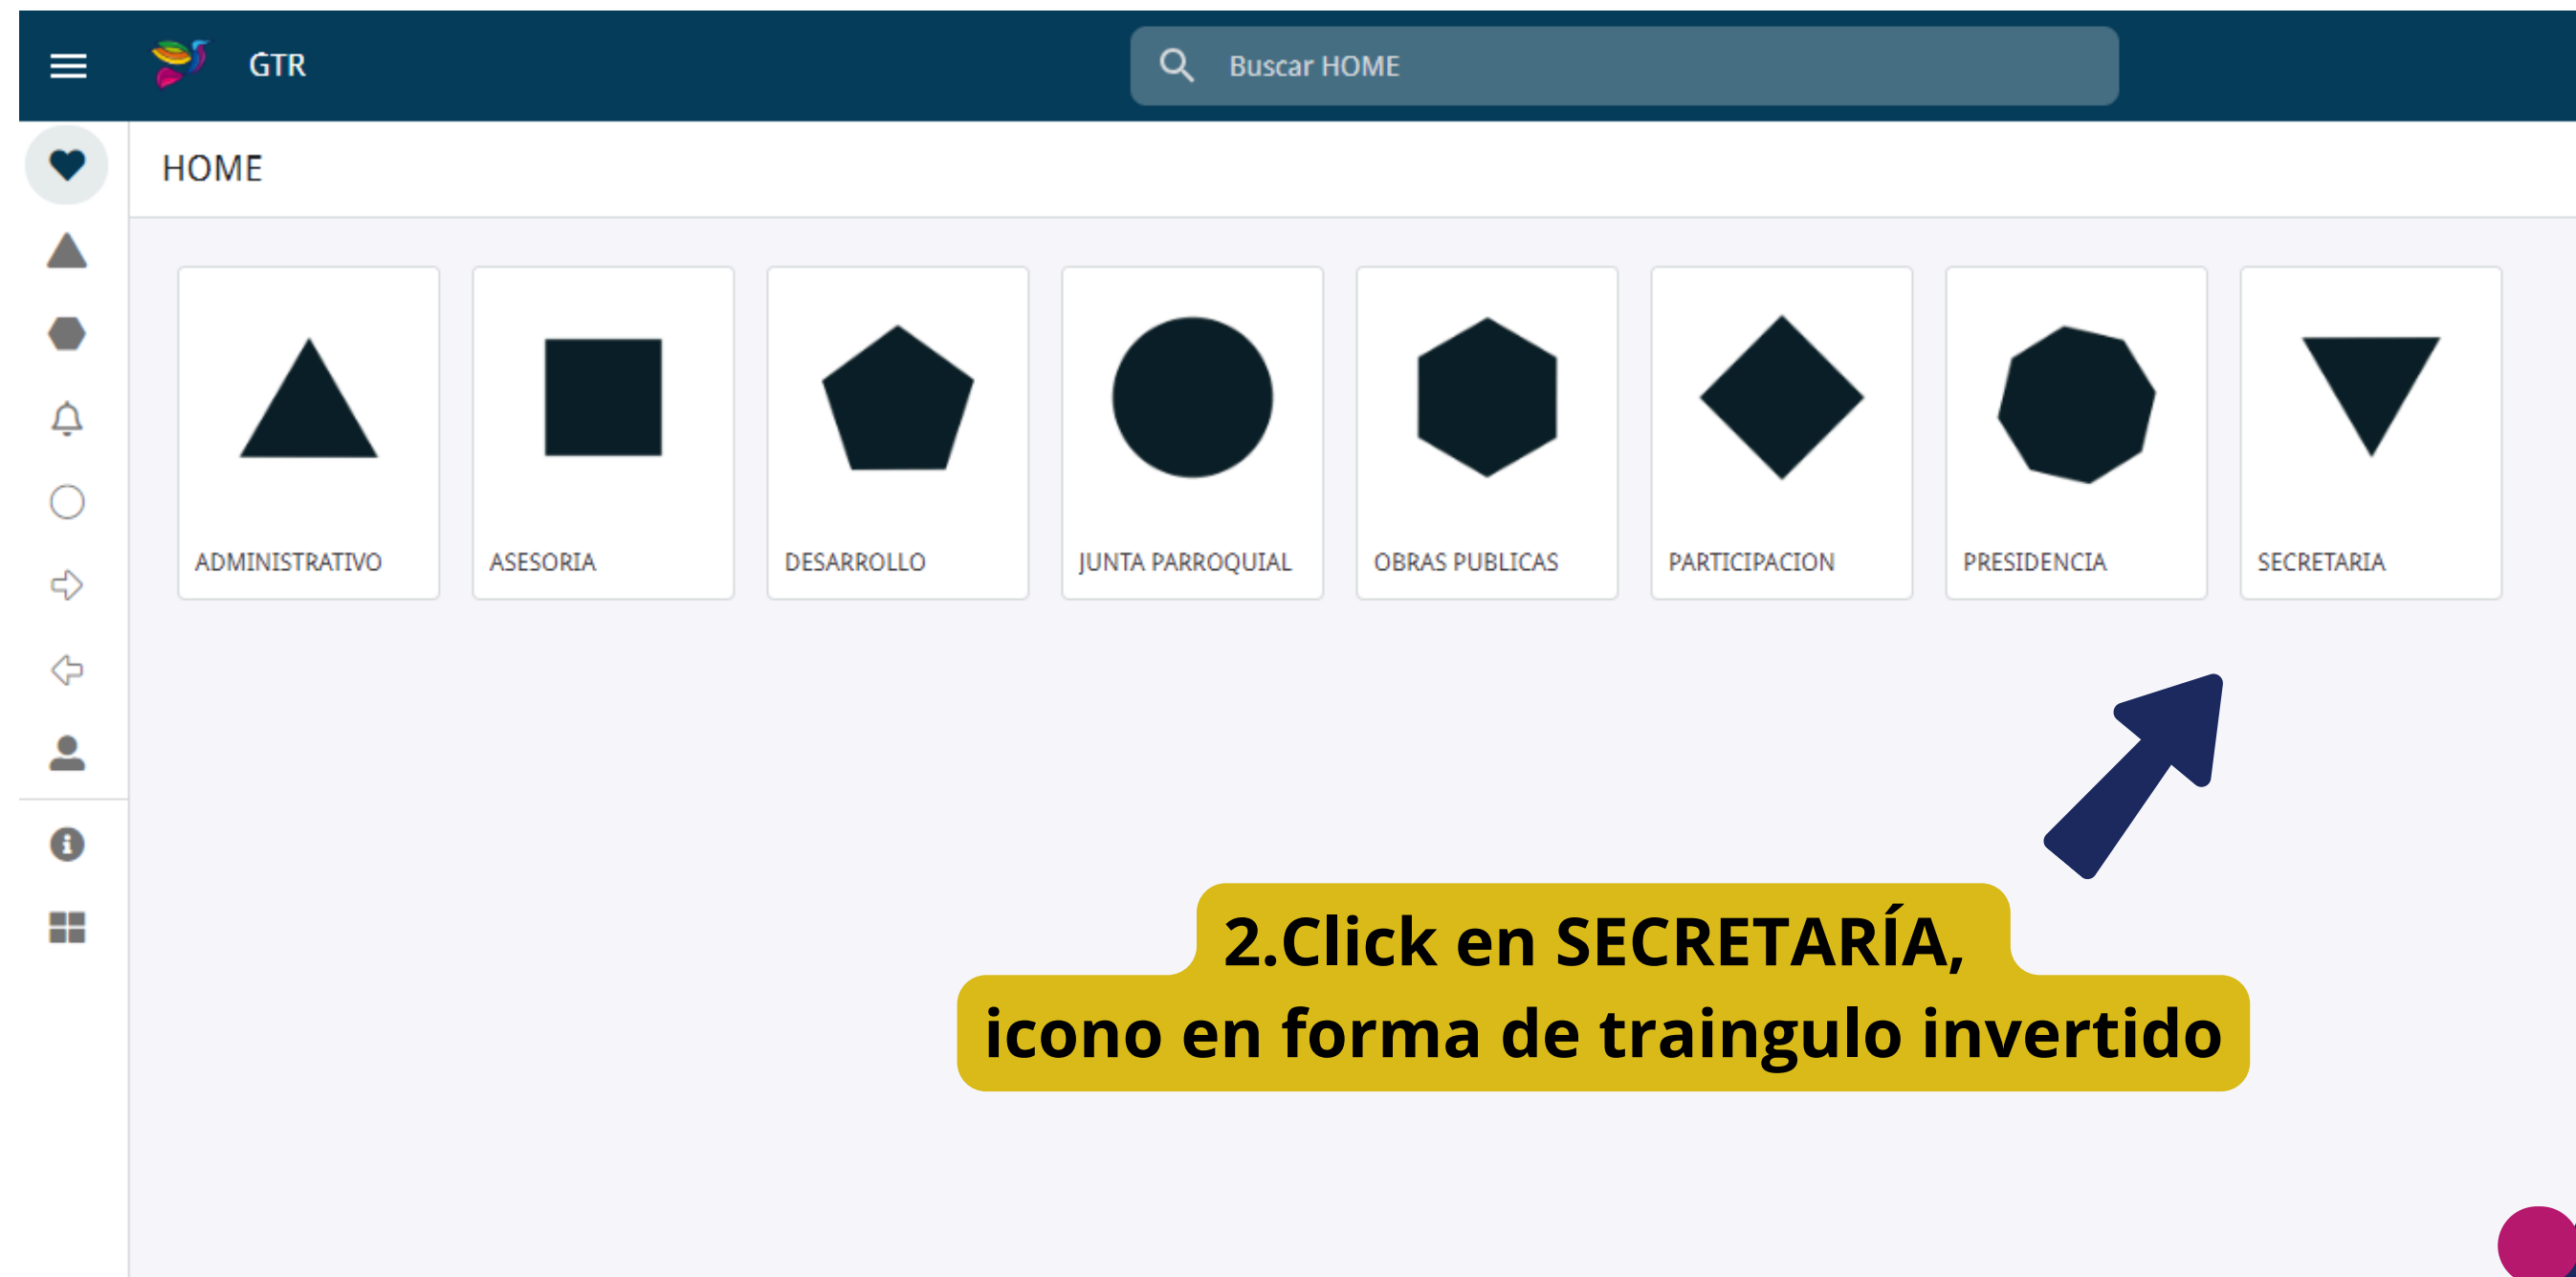 GTR
Buscar HOME
HOME
ADMINISTRATIVO
ASESORIA
DESARROLLO
JUNTA PARROQUIAL
OBRAS PUBLICAS
PARTICIPACION
PRESIDENCIA
SECRETARIA
2.Click en SECRETARÍA,
icono en forma de traingulo invertido